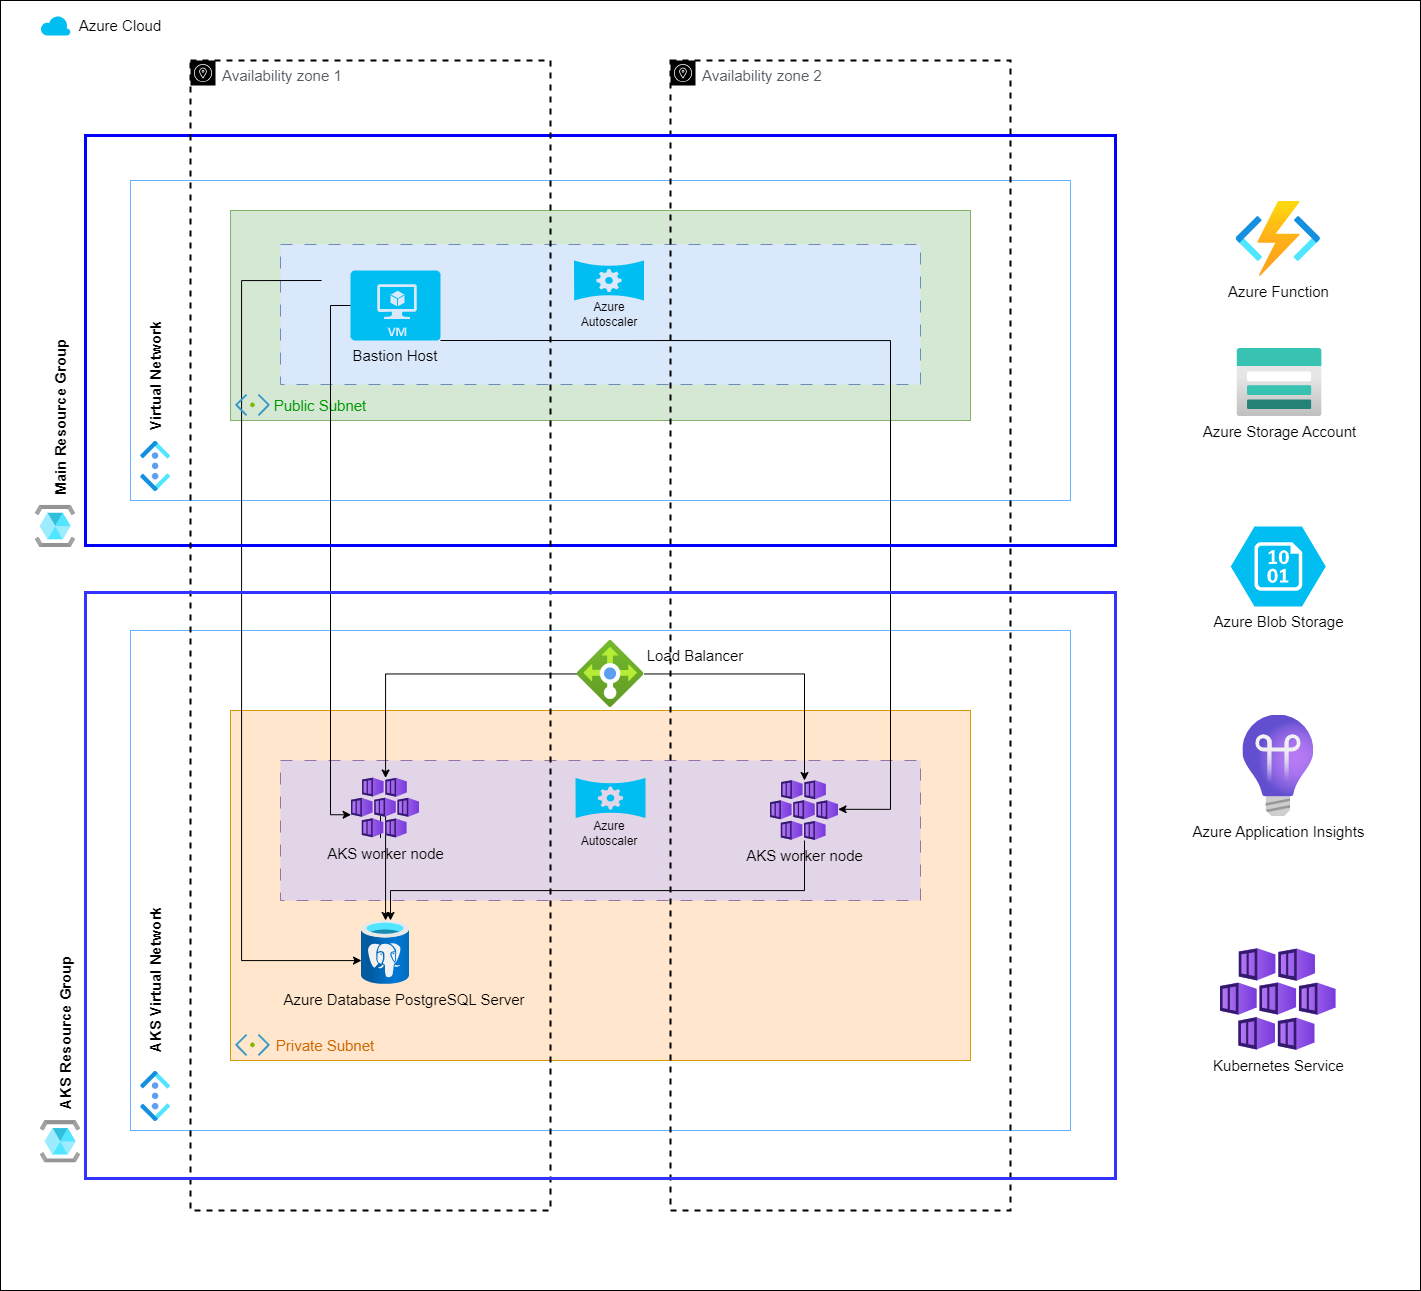 Azure Cloud
Availability zone 1
Availability zone 2
Main Resource Group
Virtual Network
VM
Bastion Host
Azure
Autoscaler
Public Subnet
Azure Function
Azure Storage Account
10
01
Azure Blob Storage
Load Balancer
AKS Resource Group
AKS Virtual Network
AKS worker node
Azure
Autoscaler
AKS worker node
Azure Database PostgreSQL Server
Private Subnet
Azure Application Insights
Kubernetes Service